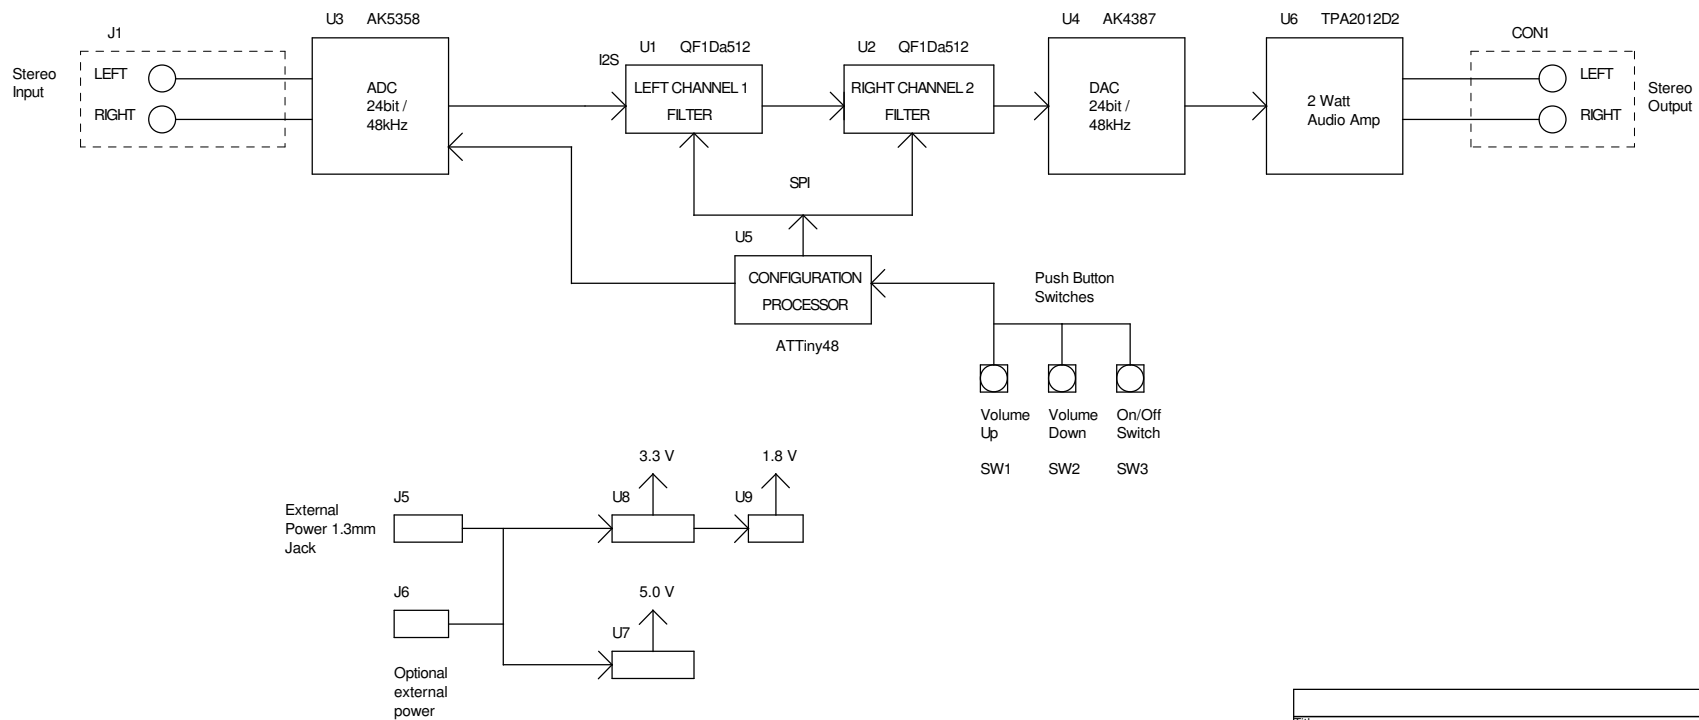 U3 AK5358
U4 AK4387
U6 TPA2012D2
J1
U1 QF1Da512
U2 QF1Da512
CON1
Stereo
Input
LEFT
RIGHT
I2S
ADC
24bit /
48kHz
LEFT CHANNEL 1
FILTER
RIGHT CHANNEL 2
FILTER
DAC
24bit /
48kHz
2 Watt
Audio Amp
LEFT
RIGHT
Stereo
Output
SPI
U5
CONFIGURATION
PROCESSOR
ATTiny48
Push Button
Switches
Volume
Up
SW1
Volume
Down
SW2
On/Off
Switch
SW3
3.3 V
1.8 V
J5
U8
U9
External
Power 1.3mm
Jack
J6
5.0 V
U7
Optional
external
power